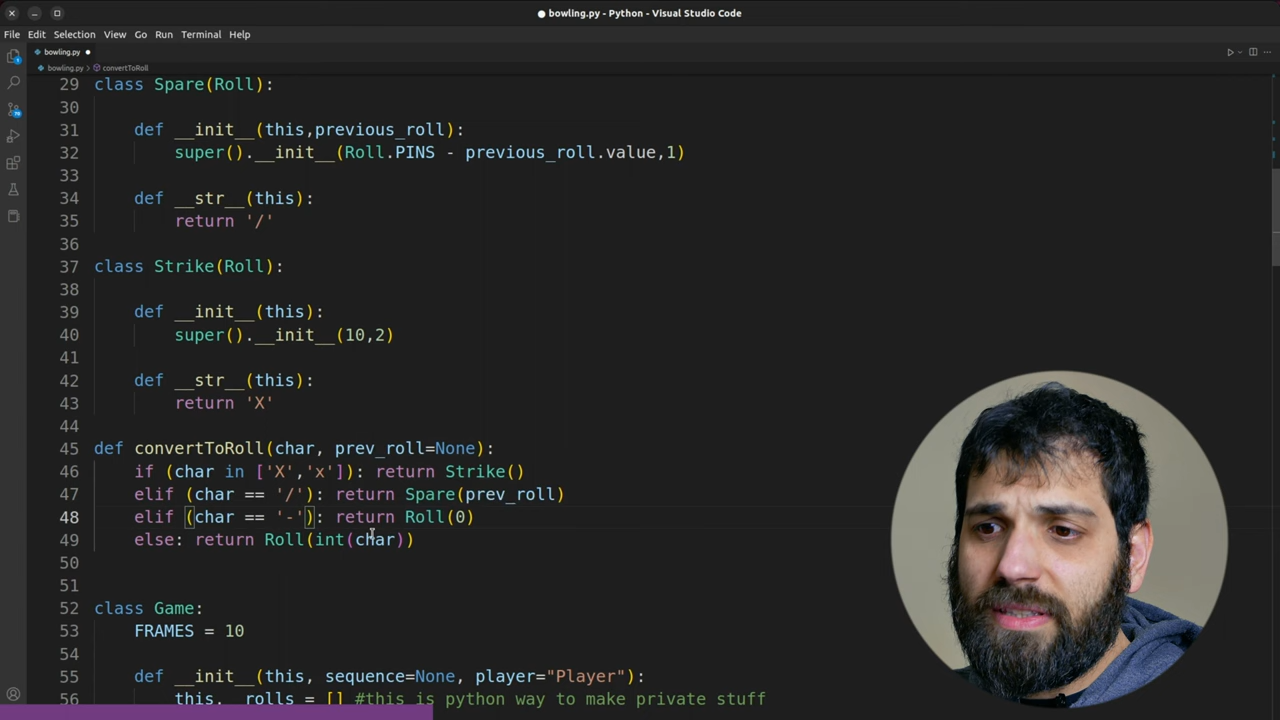 bowling.py - Python - Visual Studio Code
File Edit Selection View Go Run Terminal Help
bowling.py
bowling.py > convertToRoll
29 class Spare(Roll):
30
31 def __init__(this,previous_roll):
32 super().__init__(Roll.PINS - previous_roll.value,1)
33
34 def __str__(this):
35 return '/'
36
37 class Strike(Roll):
38
39 def __init__(this):
40 super().__init__(10,2)
41
42 def __str__(this):
43 return 'X'
44
45 def convertToRoll(char, prev_roll=None):
46 if (char in ['X','x']): return Strike()
47 elif (char == '/'): return Spare(prev_roll)
48 elif (char == '-'): return Roll(0)
49 else: return Roll(int(char))
50
51
52 class Game:
53 FRAMES = 10
54
55 def __init__(this, sequence=None, player="Player"):
56 this.__rolls = [] #this is python way to make private stuff